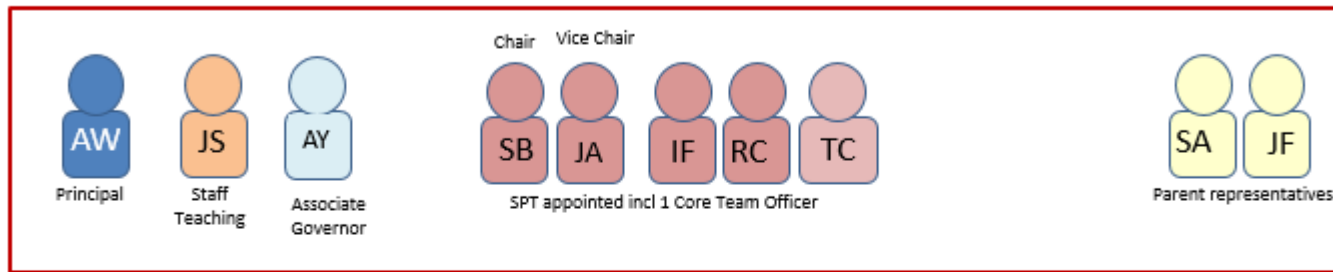 Chair
Vice Chair
AW
JS
AY
SB
JA
IF
RC
TC
SA
JF
Principal
Staff
Teaching
Associate
Governor
SPT appointed incl 1 Core Team Officer
Parent representatives